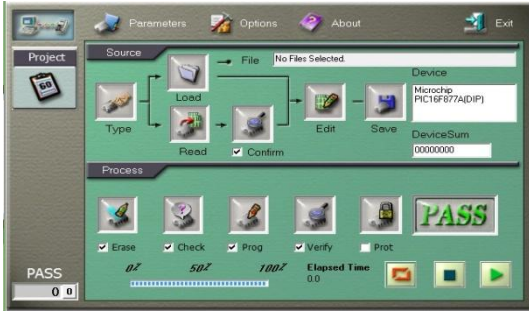 Parameters Options About Exit
Project
Source
File No Files Selected.
Load
Device
Microchip
PIC16F877A(DIP)
Type
Edit
Save
DeviceSum
00000000
Read
Confirm
Process
PASS
Erase Check Prog Verify Prot
0% 50% 100% Elapsed Time
0.0
PASS
0 0